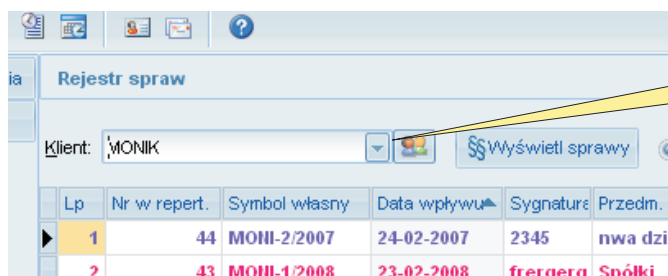 ia Rejestr spraw
Klient: MONIK §§ Wyświetl sprawy
Lp Nr w repert. Symbol własny Data wpływu Sygnatura Przedm.
1 44 MONI-2/2007 24-02-2007 2345 nwa dzi
2 43 MONI-1/2008 23-02-2008 frergerg Spółki